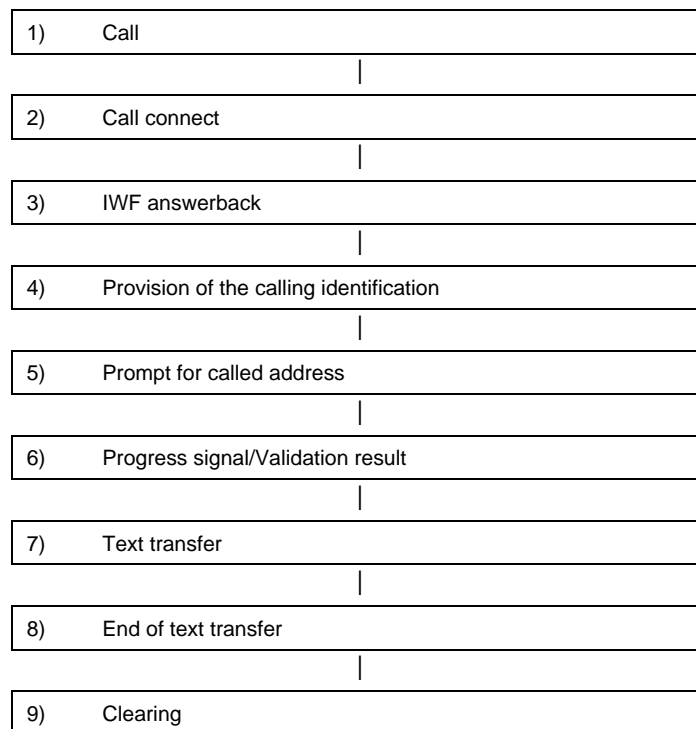 1) Call
2) Call connect
3) IWF answerback
4) Provision of the calling identification
5) Prompt for called address
6) Progress signal/Validation result
7) Text transfer
8) End of text transfer
9) Clearing